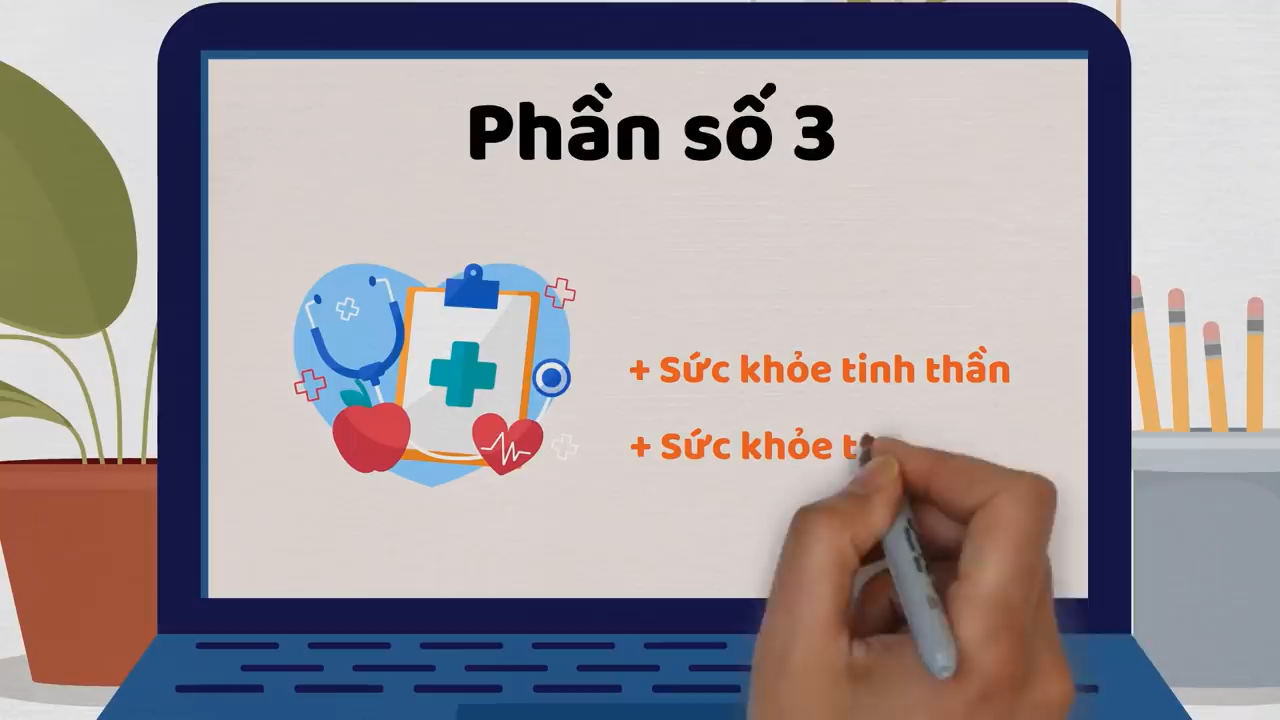 Phần số 3
+ Sức khỏe tinh thần
+ Sức khỏe